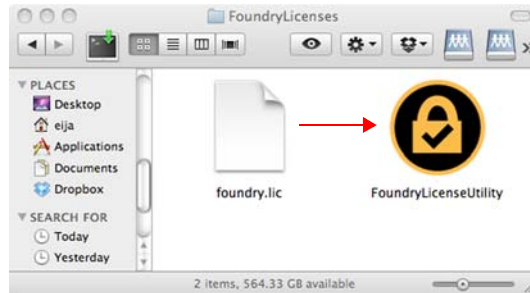 FoundryLicenses
PLACES
Desktop
eija
Applications
Documents
Dropbox
SEARCH FOR
Today
Yesterday
foundry.lic
FoundryLicenseUtility
2 items, 564.33 GB available